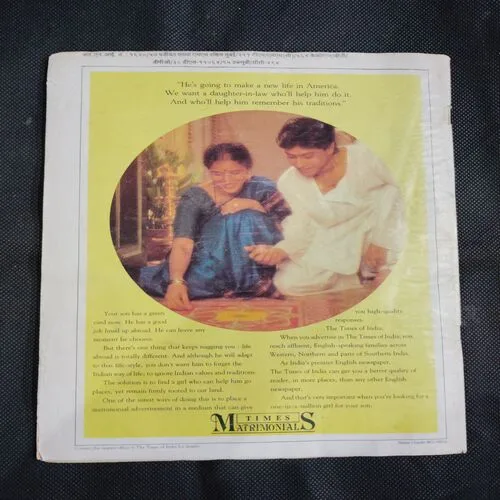 "He's going to make a new life in America.
We want a daughter-in-law who'll help him do it.
And who'll help him remember his traditions."
Your son has a green
card now. He has a good
job lined up abroad. He can leave any
moment for choosers.
But there's one thing that keeps nagging you - life
abroad is totally different. And although he will adapt
to that life-style, you don't want him to forget the
Indian way of life; to ignore Indian values and traditions.
The solution is to find a girl who can help him go
places, yet remain firmly rooted to our land.
One of the surest ways of doing this is to place a
matrimonial advertisement in a medium that can give
you high-quality
responses.
The Times of India.
When you advertise in The Times of India, you
reach affluent, English-speaking families across
Western, Northern and parts of Southern India.
As India's premier English newspaper,
The Times of India can get you a better quality of
reader, in more places, than any other English
newspaper.
And that's very important when you're looking for a
one-in-a-million girl for your son.
TIMES
MATRIMONIALS